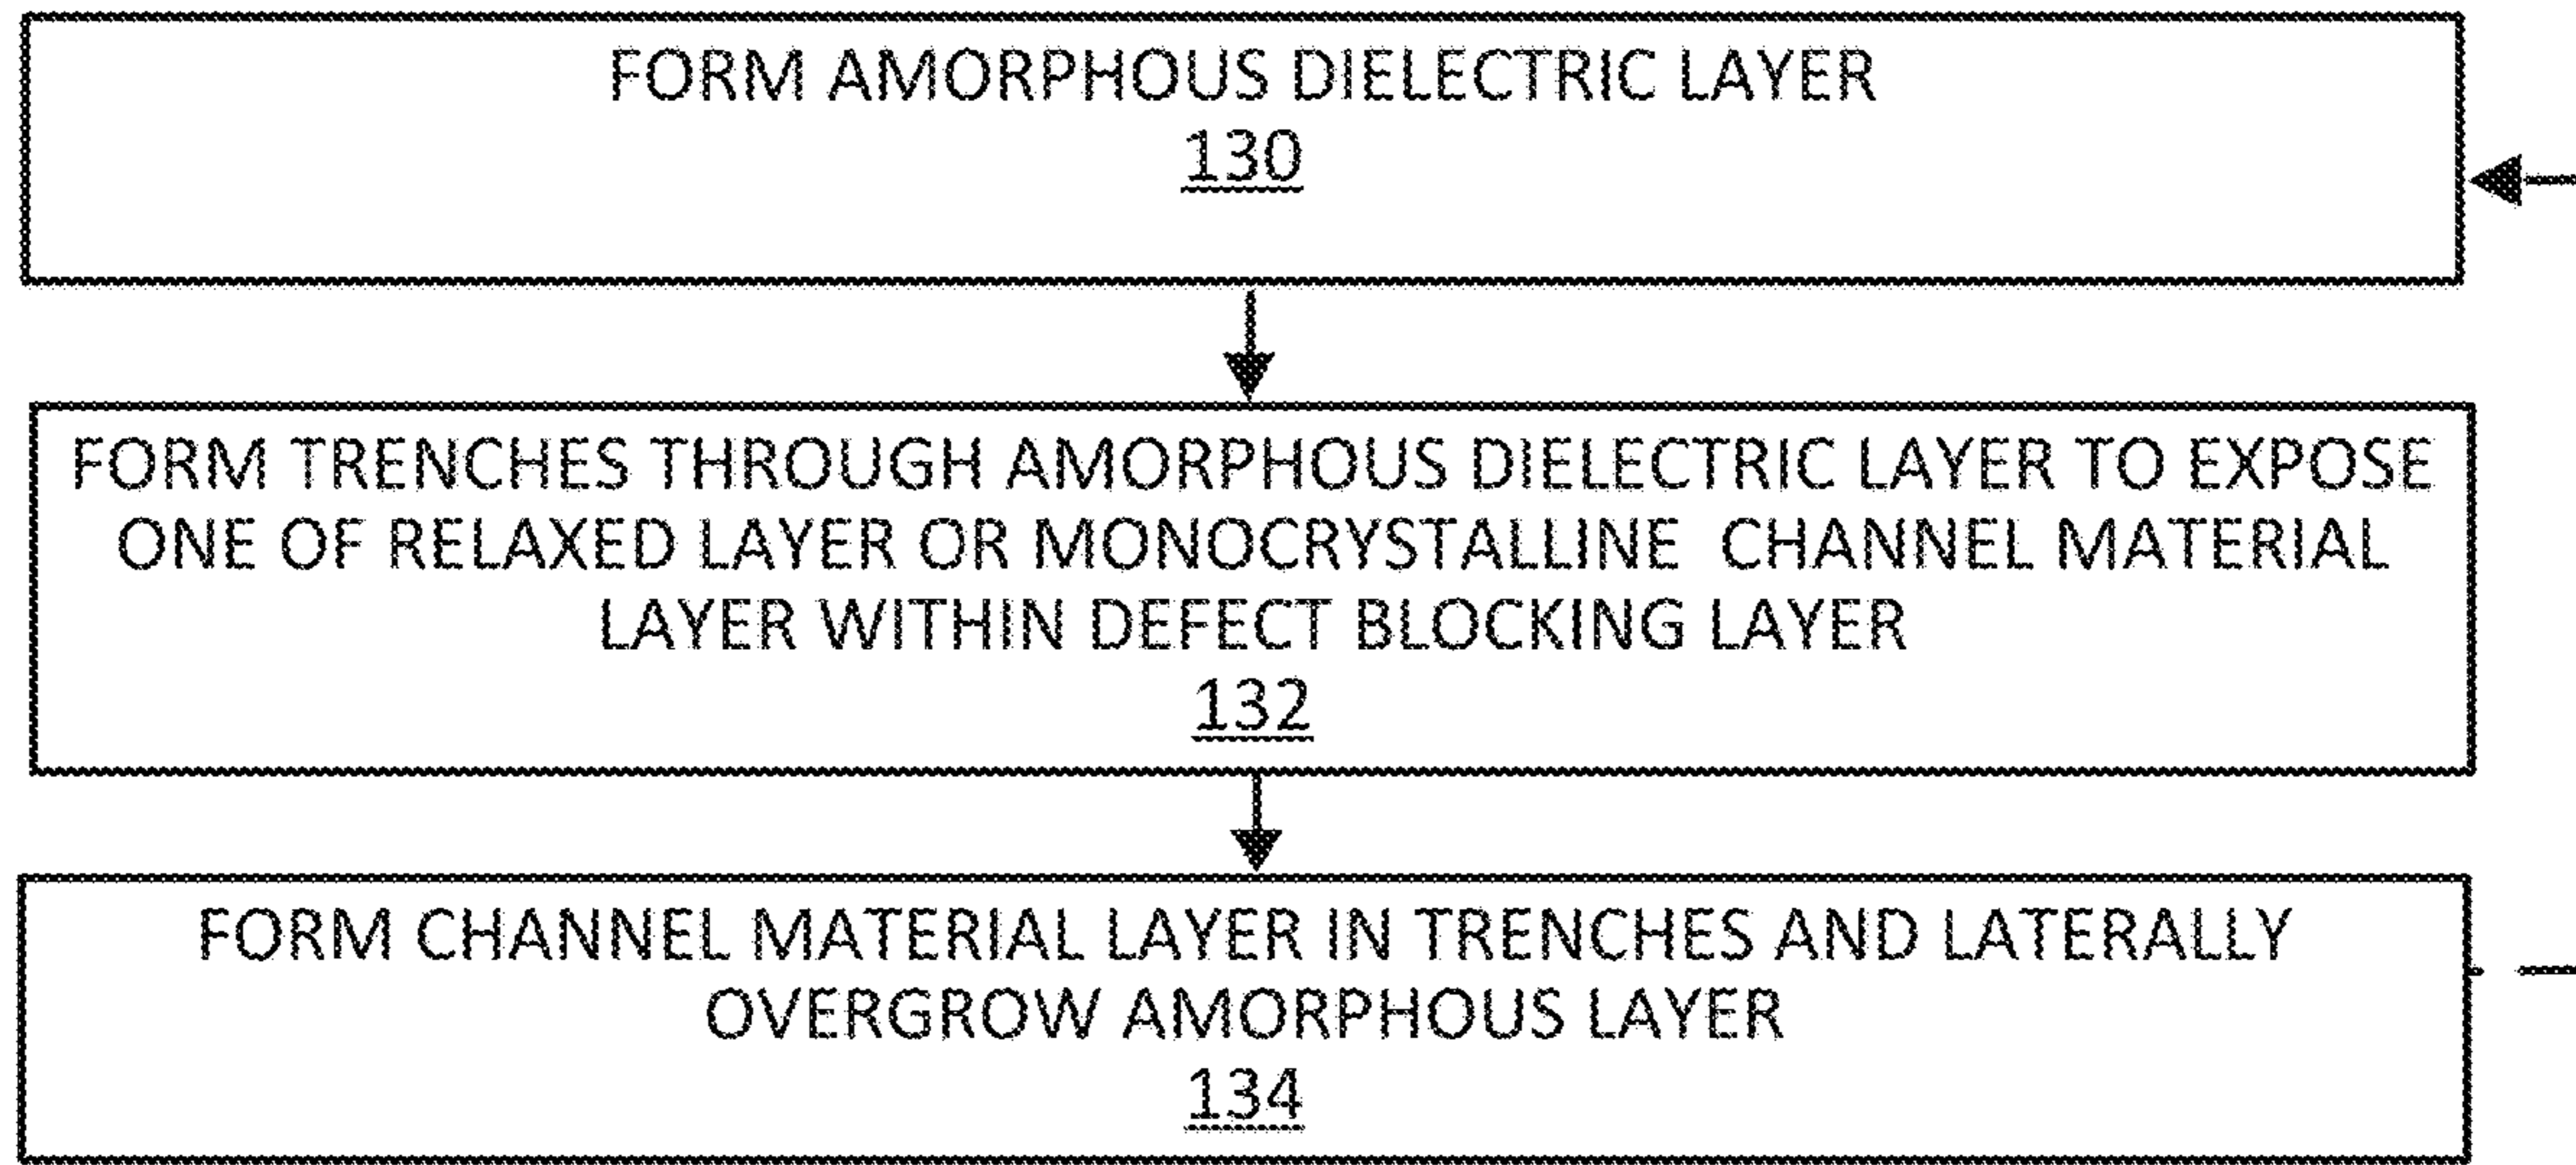 FORM AMORPHOUS DIELECTRIC LAYER
130
FORM TRENCHES THROUGH AMORPHOUS DIELECTRIC LAYER TO EXPOSE
ONE OF RELAXED LAYER OR MONOCRYSTALLINE CHANNEL MATERIAL
LAYER WITHIN DEFECT BLOCKING LAYER
132
FORM CHANNEL MATERIAL LAYER IN TRENCHES AND LATERALLY
OVERGROW AMORPHOUS LAYER
134